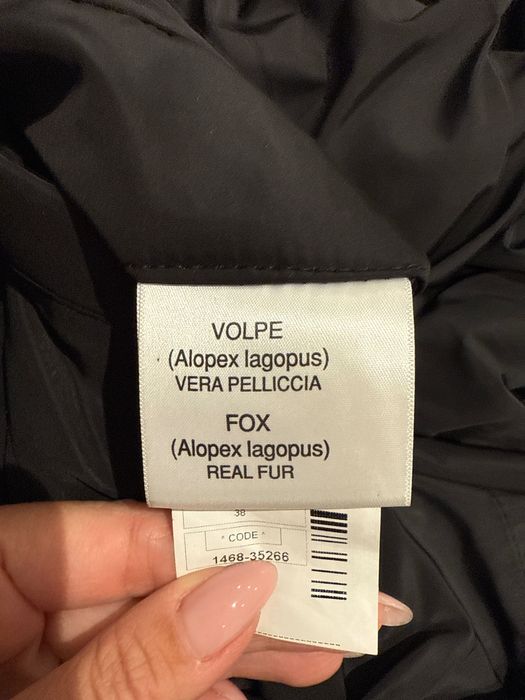 VOLPE
(Alopex lagopus)
VERA PELLICCIA
FOX
(Alopex lagopus)
REAL FUR
38
* CODE *
1468-35266